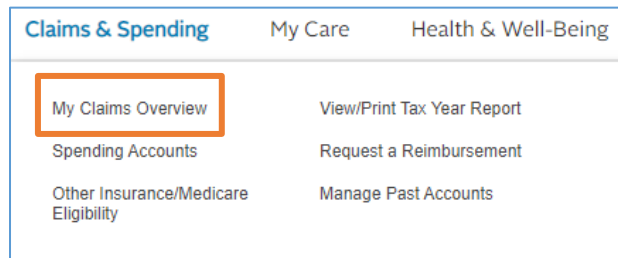 Claims & Spending My Care Health & Well-Being
My Claims Overview View/Print Tax Year Report
Spending Accounts Request a Reimbursement
Other Insurance/Medicare Manage Past Accounts
Eligibility